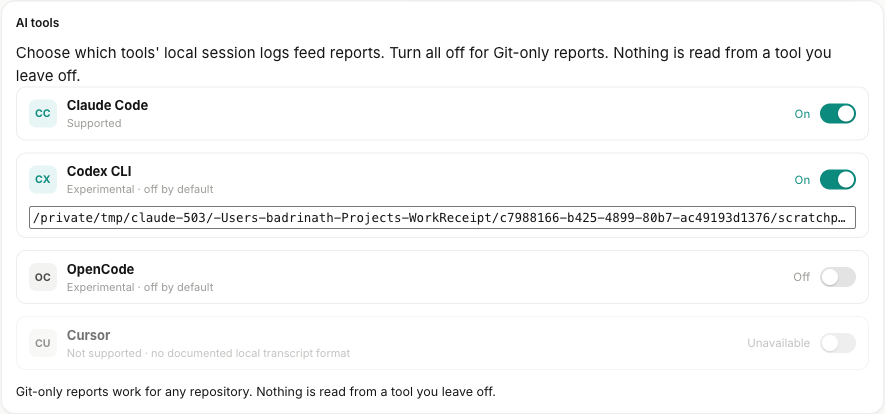 AI tools
Choose which tools' local session logs feed reports. Turn all off for Git-only reports. Nothing is read from a tool you
leave off.
CC
Claude Code
Supported
On
CX
Codex CLI
Experimental · off by default
On
/private/tmp/claude-503/-Users-badrinath-Projects-WorkReceipt/c7988166-b425-4899-80b7-ac49193d1376/scratchp…
OC
OpenCode
Experimental · off by default
Off
CU
Cursor
Not supported · no documented local transcript format
Unavailable
Git-only reports work for any repository. Nothing is read from a tool you leave off.